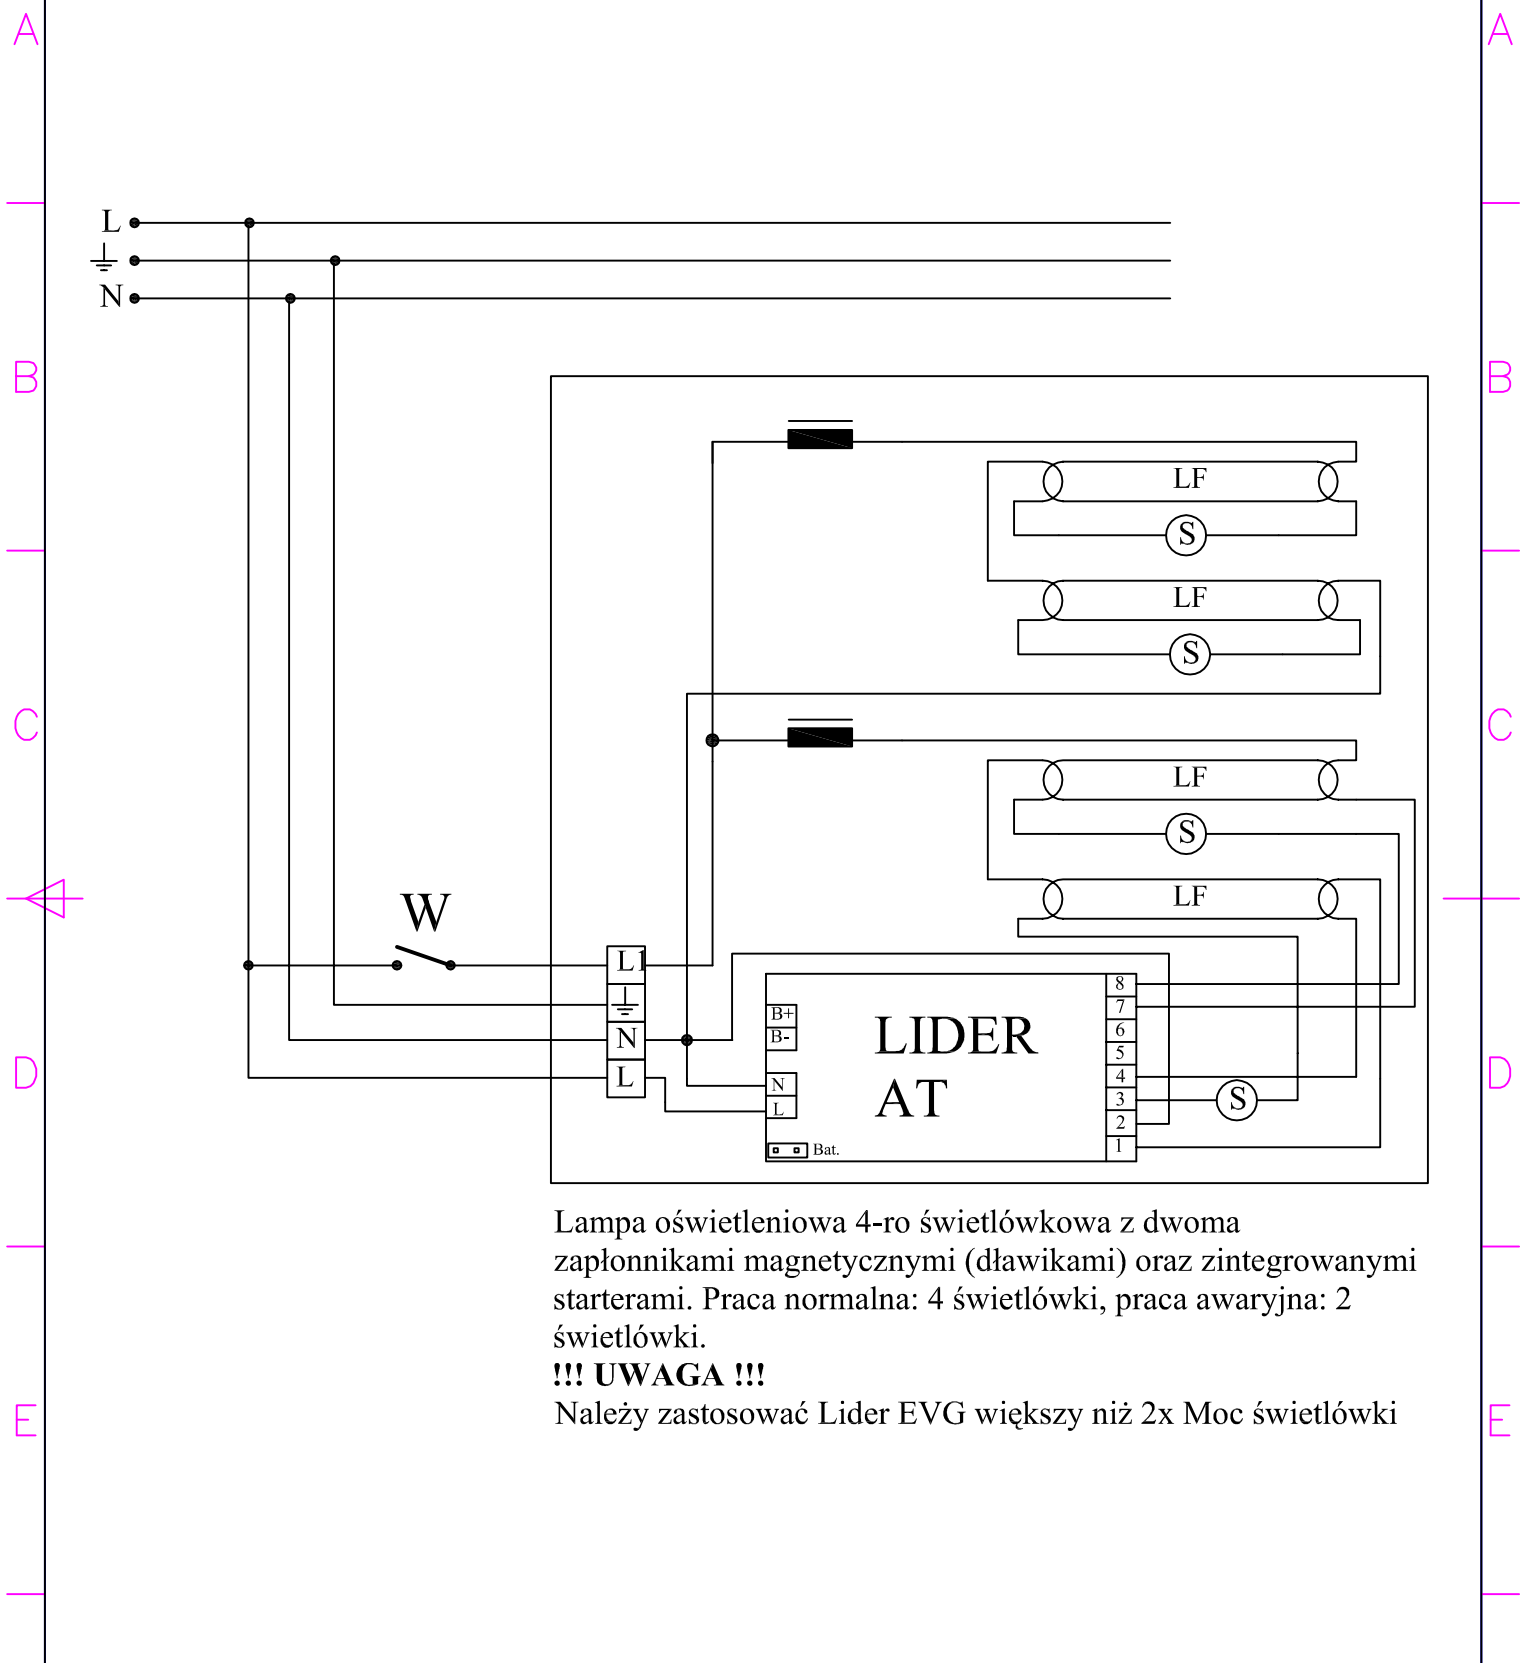 A
A
L
N
B
B
LF
S
LF
S
C
C
LF
S
W
LF
L1
8
7
B+
6
N
B-
LIDER
5
D
L
N
4
D
L
AT
3
S
2
Bat.
1
Lampa oświetleniowa 4-ro świetlówkowa z dwoma
zapłonnikami magnetycznymi (dławikami) oraz zintegrowanymi
starterami. Praca normalna: 4 świetlówki, praca awaryjna: 2
świetlówki.
!!! UWAGA !!!
Należy zastosować Lider EVG większy niż 2x Moc świetlówki
E
E